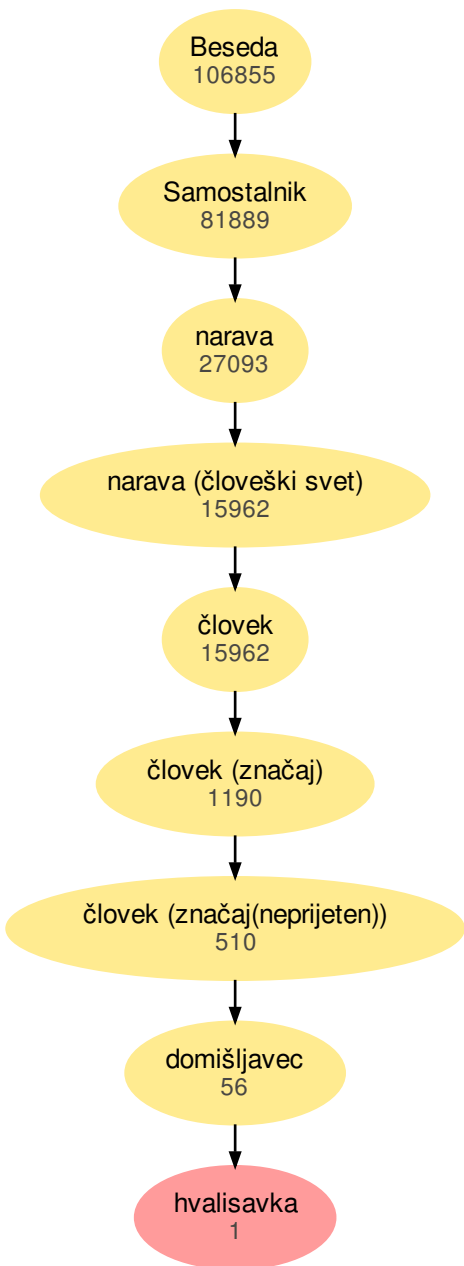 Beseda
106855
Samostalnik
81889
narava
27093
narava (človeški svet)
15962
človek
15962
človek (značaj)
1190
človek (značaj(neprijeten))
510
domišljavec
56
hvalisavka
1